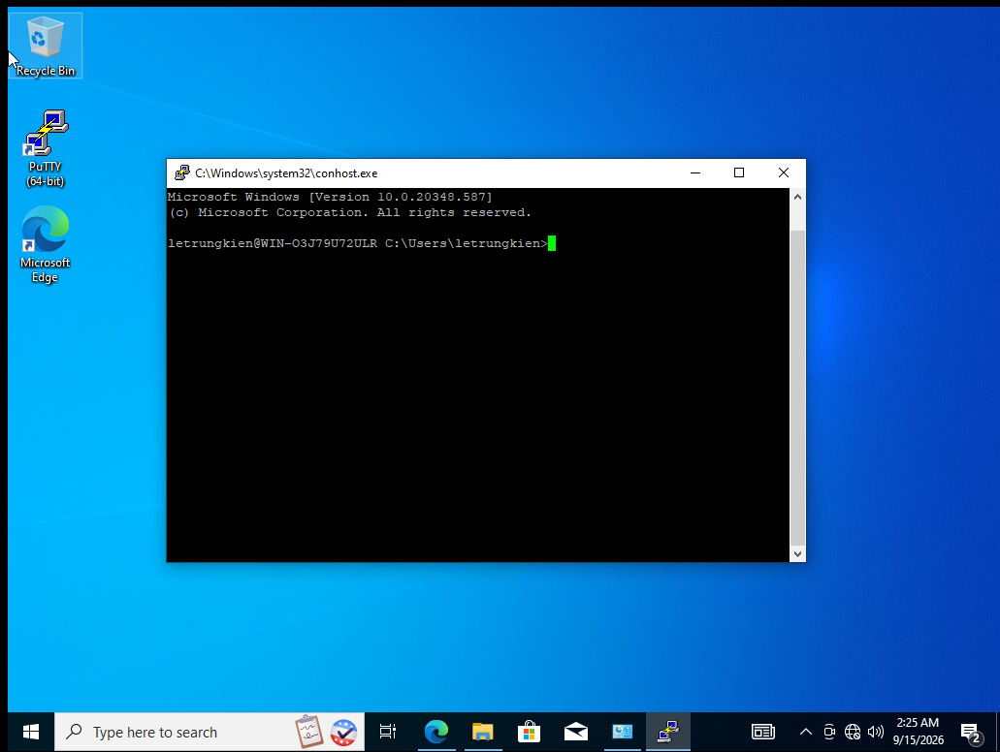 Recycle Bin
PuTTY
(64-bit)
Microsoft
Edge
C:\Windows\system32\conhost.exe
Microsoft Windows [Version 10.0.20348.587]
(c) Microsoft Corporation. All rights reserved.
letrungkien@WIN-O3J79U72ULR C:\Users\letrungkien>
Type here to search
2:25 AM
9/15/2026
2